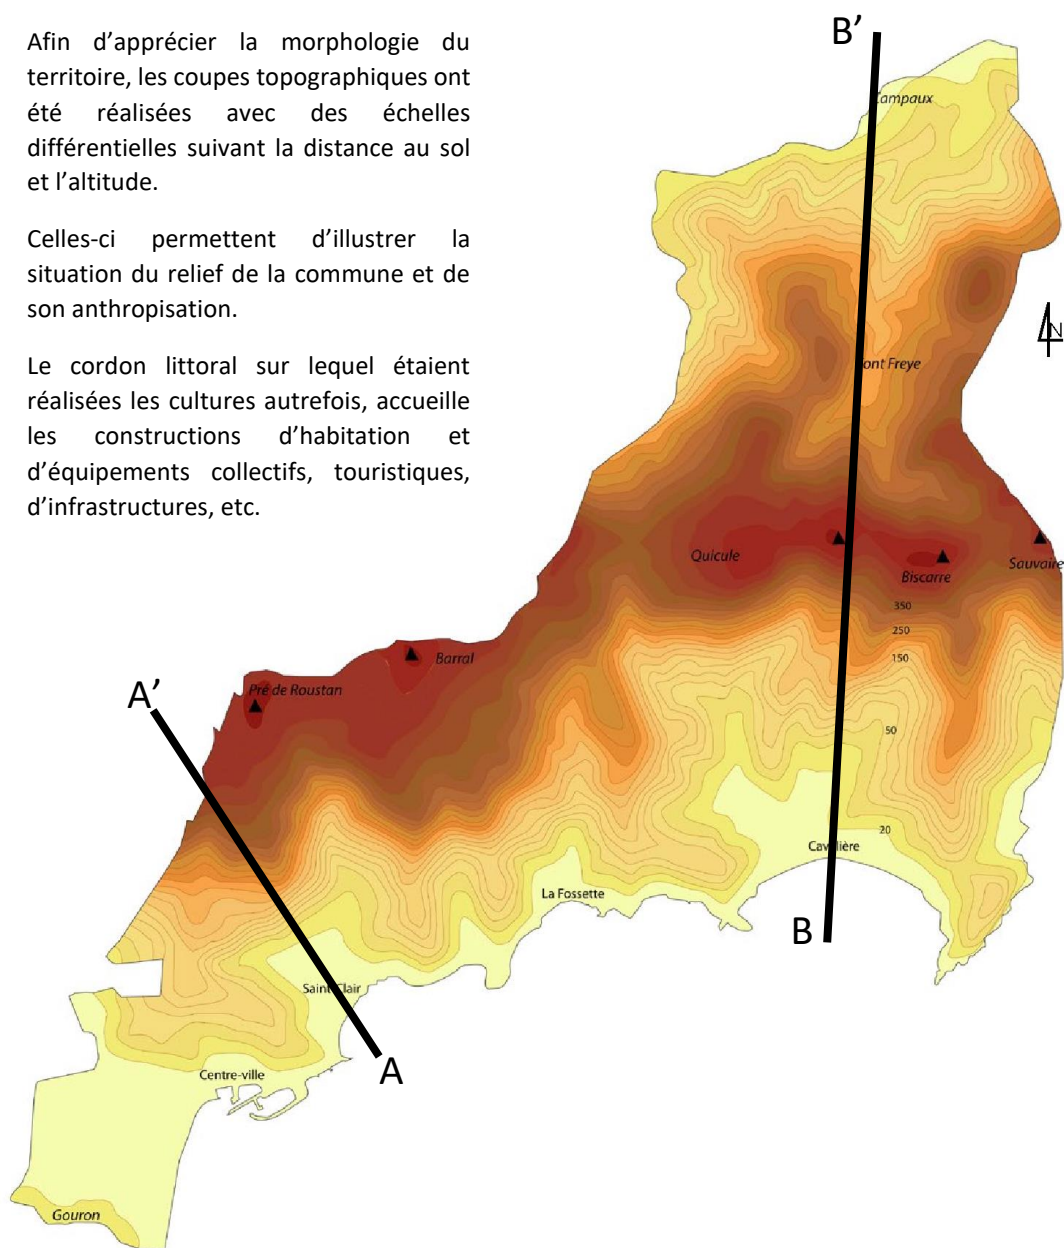 Afin d’apprécier la morphologie du
territoire, les coupes topographiques ont
été réalisées avec des échelles
différentielles suivant la distance au sol
et l’altitude.
Celles-ci permettent d’illustrer la
situation du relief de la commune et de
son anthropisation.
Le cordon littoral sur lequel étaient
réalisées les cultures autrefois, accueille
les constructions d’habitation et
d’équipements collectifs, touristiques,
d’infrastructures, etc.
B’
Campaux
N
ont Freye
Quicule
Biscarre
Sauvaire
350
250
150
50
20
Barral
Pré de Roustan
A’
Cavalière
La Fossette
B
Saint Clair
A
Centre-ville
Gouron